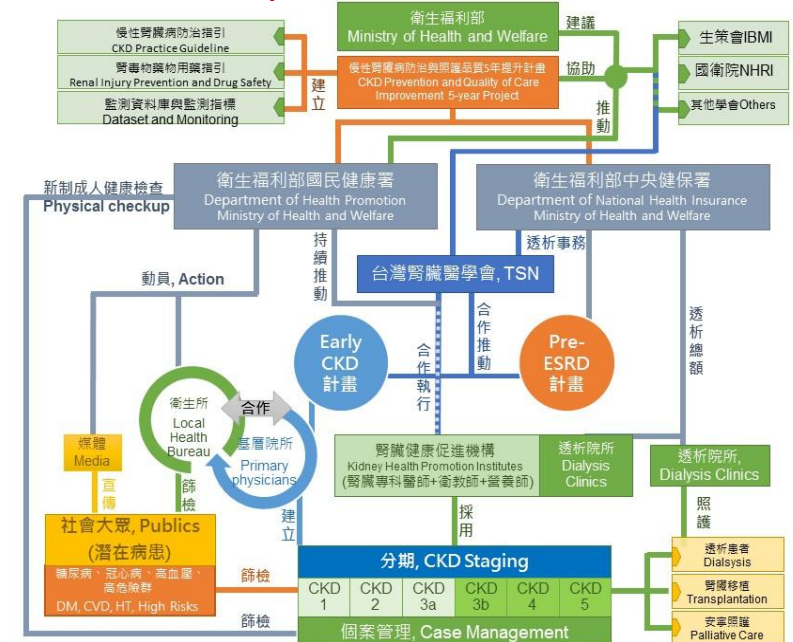 衛生福利部
Ministry of Health and Welfare
慢性腎臟病防治指引
CKD Practice Guideline
腎毒物藥物用藥指引
Renal Injury Prevention and Drug Safety
監測資料庫與監測指標
Dataset and Monitoring
建立
慢性腎臟病防治與照護品質5年提升計畫
CKD Prevention and Quality of Care
Improvement 5-year Project
建議
協助
推動
生策會IBMI
國衛院NHRI
其他學會Others
新制成人健康檢查
Physical checkup
衛生福利部國民健康署
Department of Health Promotion
Ministry of Health and Welfare
衛生福利部中央健保署
Department of National Health Insurance
Ministry of Health and Welfare
持續推動
透析事務
台灣腎臟醫學會, TSN
動員, Action
Early
CKD
計畫
合作執行
合作推動
Pre-
ESRD
計畫
透析總額
衛生所
Local
Health
Bureau
合作
基層院所
Primary
physicians
媒體
Media
宣傳
篩檢
腎臟健康促進機構
Kidney Health Promotion Institutes
(腎臟專科醫師+衛教師+營養師)
透析院所
Dialysis
Clinics
透析院所,
Dialysis Clinics
社會大眾, Publics
(潛在病患)
糖尿病、冠心病、高血壓、
高危險群
DM, CVD, HT, High Risks
建立
採用
照護
篩檢
篩檢
分期, CKD Staging
CKD 1
CKD 2
CKD 3a
CKD 3b
CKD 4
CKD 5
個案管理, Case Management
透析患者
Dialsysis
腎臟移植
Transplantation
安寧照護
Palliative Care